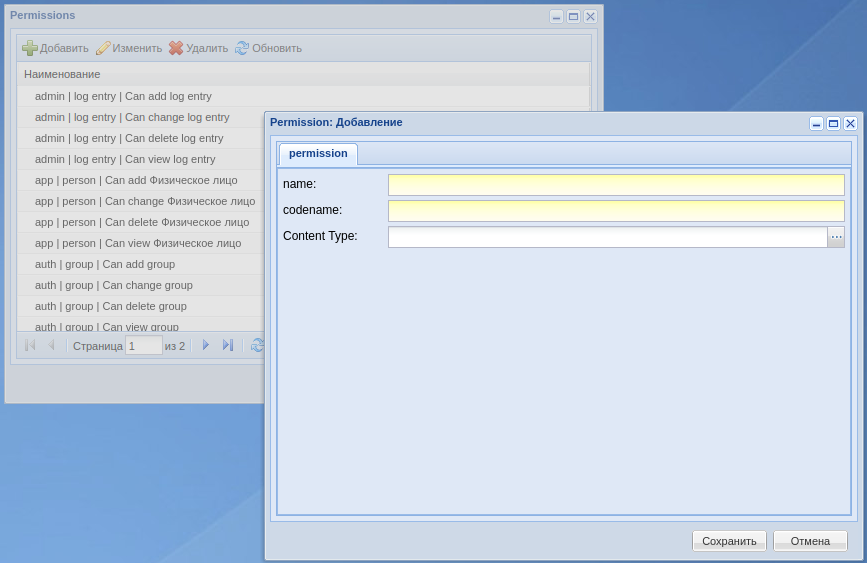 Permissions
Добавить Изменить Удалить Обновить
Наименование
admin | log entry | Can add log entry
admin | log entry | Can change log entry
admin | log entry | Can delete log entry
admin | log entry | Can view log entry
app | person | Can add Физическое лицо
app | person | Can change Физическое лицо
app | person | Can delete Физическое лицо
app | person | Can view Физическое лицо
auth | group | Can add group
auth | group | Can change group
auth | group | Can delete group
auth | group | Can view group
Страница 1 из 2
Permission: Добавление
permission
name:
codename:
Content Type:
...
Сохранить Отмена